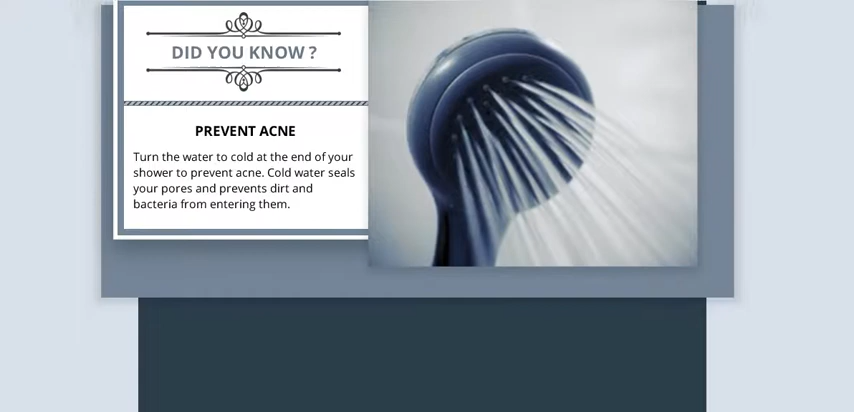 DID YOU KNOW ?
PREVENT ACNE
Turn the water to cold at the end of your
shower to prevent acne. Cold water seals
your pores and prevents dirt and
bacteria from entering them.